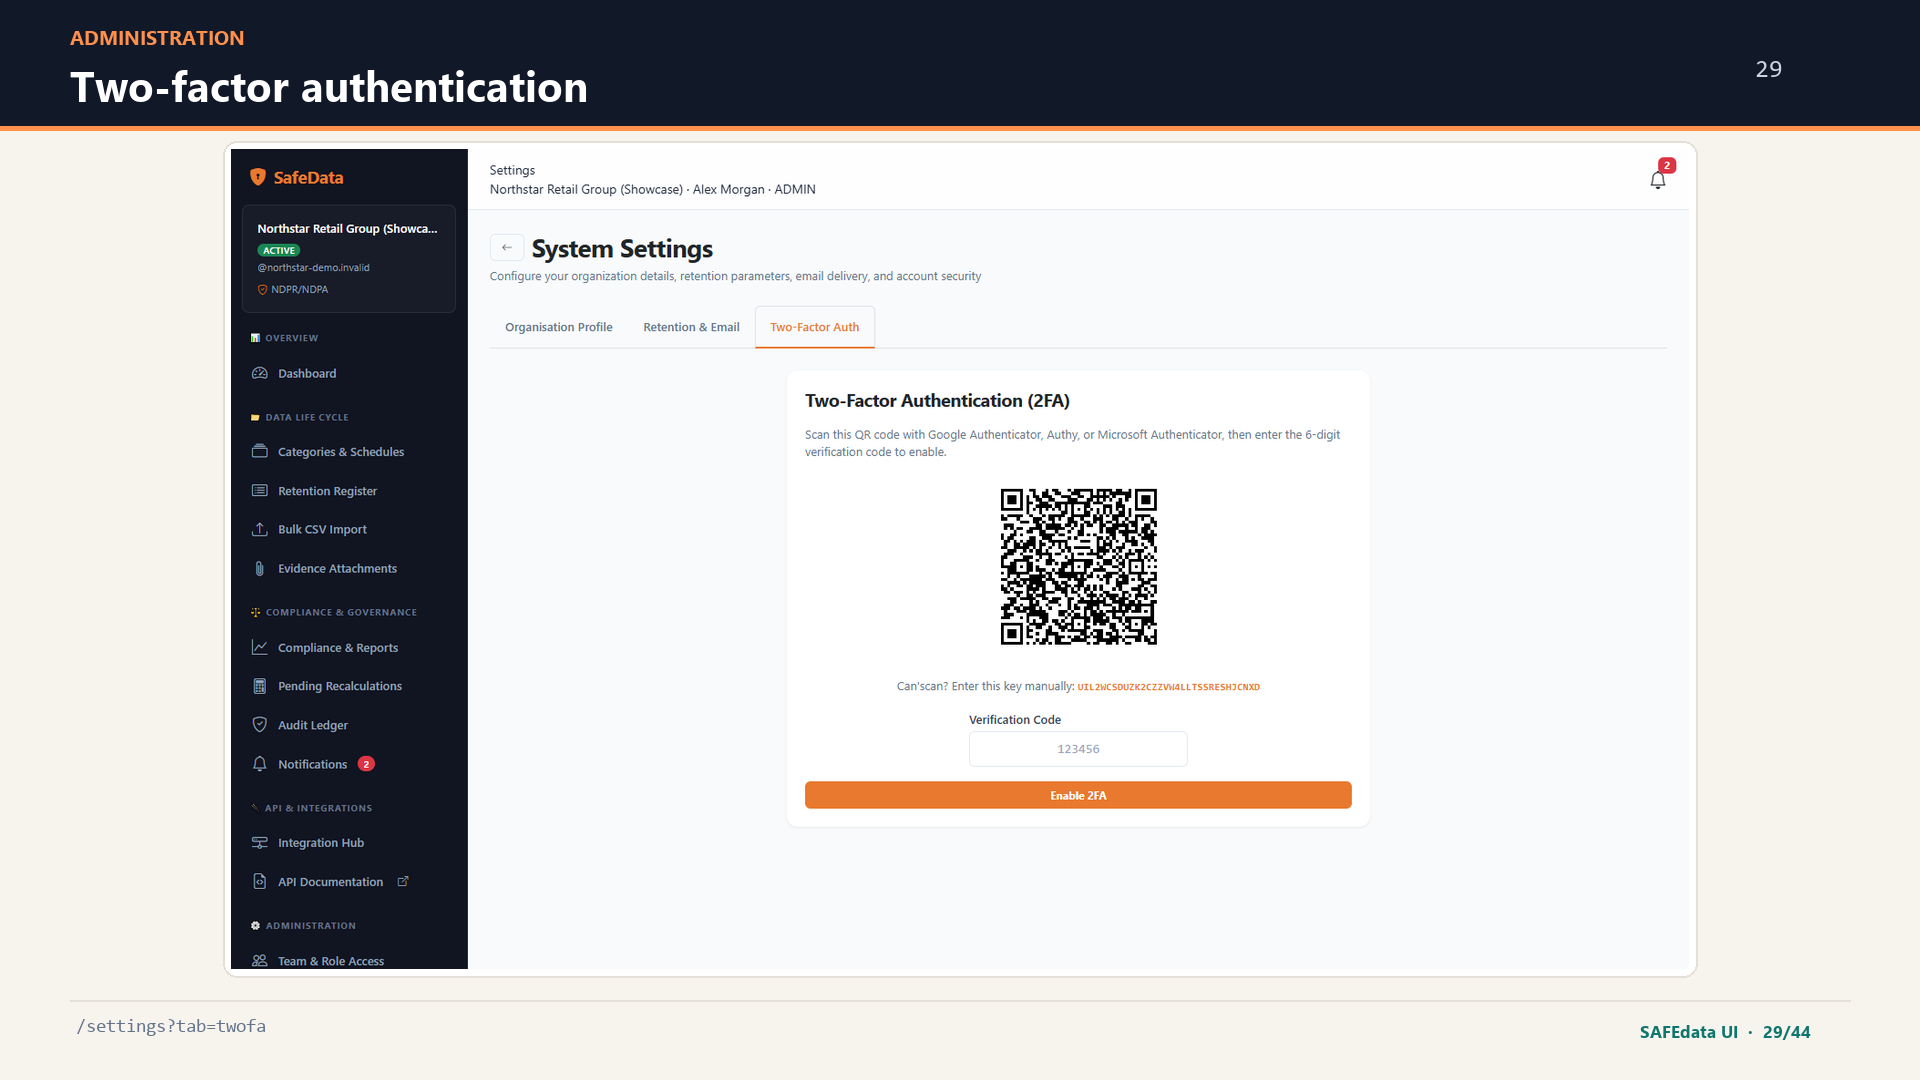 ADMINISTRATION
Two-factor authentication
29
SafeData
Northstar Retail Group (Showca...
ACTIVE
@northstar-demo.invalid
NDPR/NDPA
OVERVIEW
Dashboard
DATA LIFE CYCLE
Categories & Schedules
Retention Register
Bulk CSV Import
Evidence Attachments
COMPLIANCE & GOVERNANCE
Compliance & Reports
Pending Recalculations
Audit Ledger
Notifications 2
API & INTEGRATIONS
Integration Hub
API Documentation
ADMINISTRATION
Team & Role Access
Settings
Northstar Retail Group (Showcase) · Alex Morgan · ADMIN
2
← System Settings
Configure your organization details, retention parameters, email delivery, and account security
Organisation Profile Retention & Email Two-Factor Auth
Two-Factor Authentication (2FA)
Scan this QR code with Google Authenticator, Authy, or Microsoft Authenticator, then enter the 6-digit
verification code to enable.
Can'scan? Enter this key manually: UIL2WCSDUZK2CZZVW4LLTSSRESHJCNXD
Verification Code
123456
Enable 2FA
/settings?tab=twofa
SAFEdata UI · 29/44